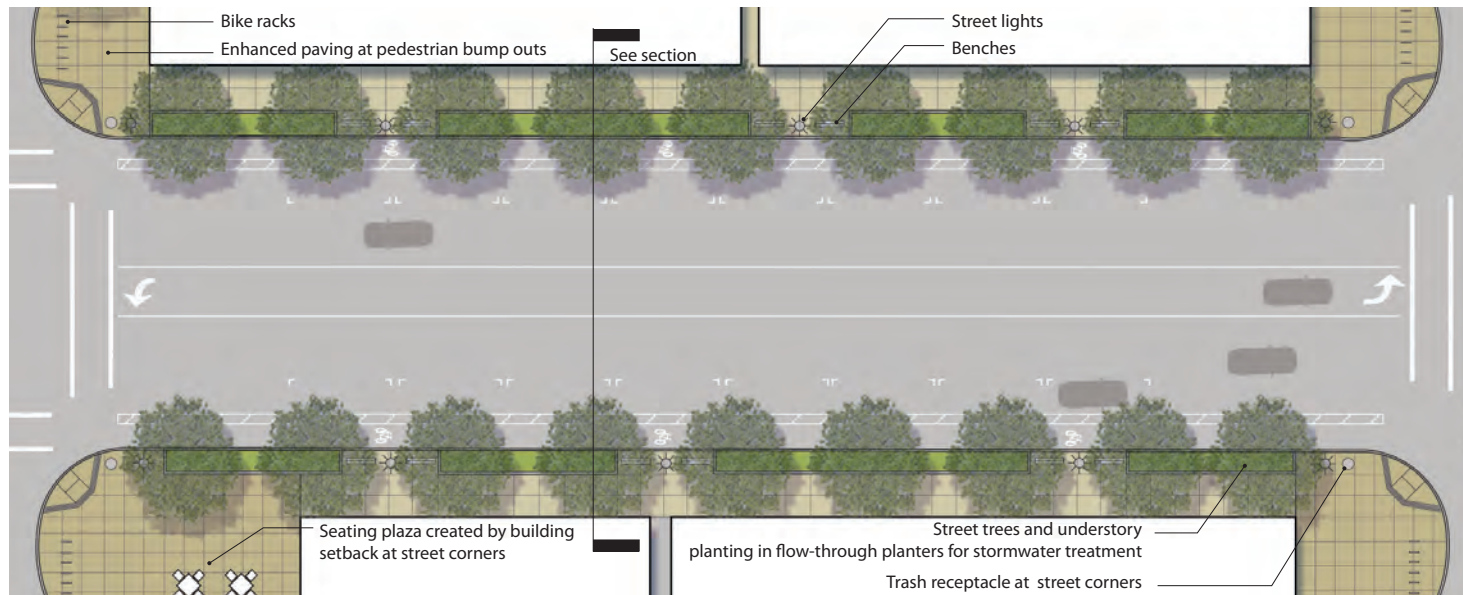 Bike racks
Enhanced paving at pedestrian bump outs
See section
Street lights
Benches
Seating plaza created by building
setback at street corners
Street trees and understory
planting in flow-through planters for stormwater treatment
Trash receptacle at street corners